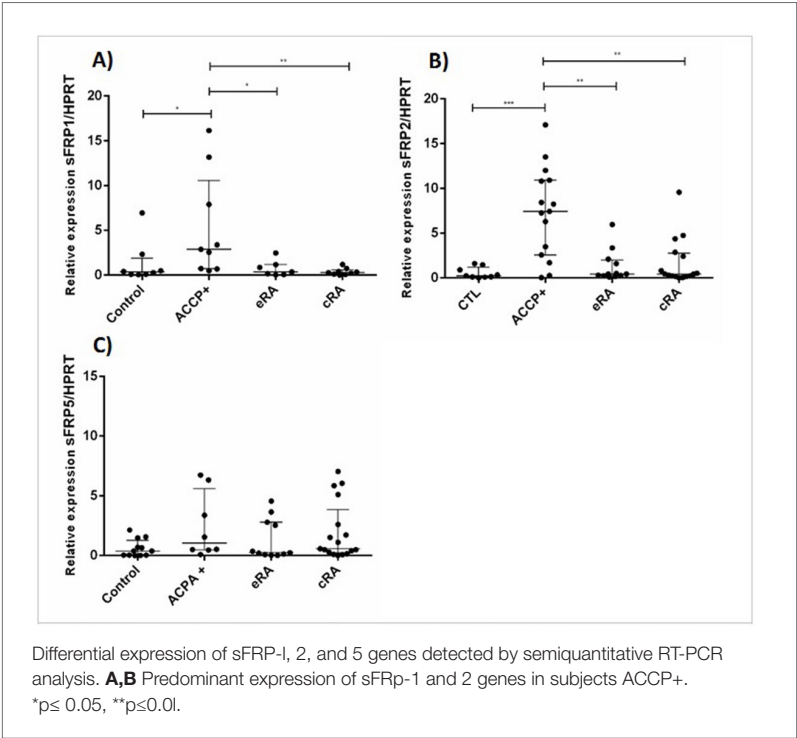 A)
Relative expression sFRP1/HPRT
20
15
10
5
0
*
*
**
Control
ACCP+
eRA
cRA
B)
Relative expression sFRP2/HPRT
20
15
10
5
0
***
**
**
CTL
ACCP+
eRA
cRA
C)
Relative expression sFRP5/HPRT
15
10
5
0
Control
ACPA +
eRA
cRA
Differential expression of sFRP-I, 2, and 5 genes detected by semiquantitative RT-PCR
analysis. A,B Predominant expression of sFRp-1 and 2 genes in subjects ACCP+.
*p≤ 0.05, **p≤0.0l.